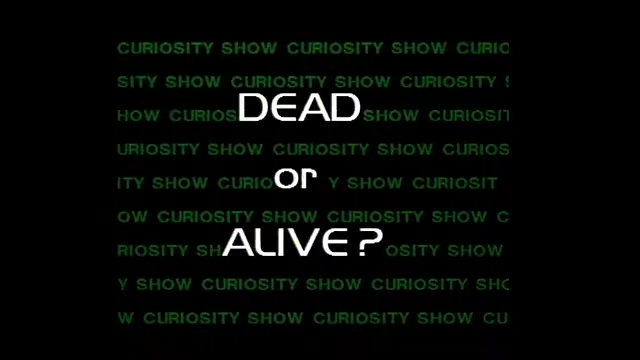 CURIOSITY SHOW CURIOSITY SHOW CURIO
SITY SHOW CURIOSITY SHOW CURIOSITY S
DEAD
HOW CURIOS SHOW CURIOSIT
URIOSITY SHOW CURIOSITY SHOW CURIOS
or
ITY SHOW CURIO Y SHOW CURIOSIT
OW CURIOSITY SHOW CURIOSITY SHOW C
ALIVE?
RIOSITY SH OSITY SHOW
Y SHOW CURIOSITY SHOW CURIOSITY SHO
W CURIOSITY SHOW CURIOSITY SHOW CU